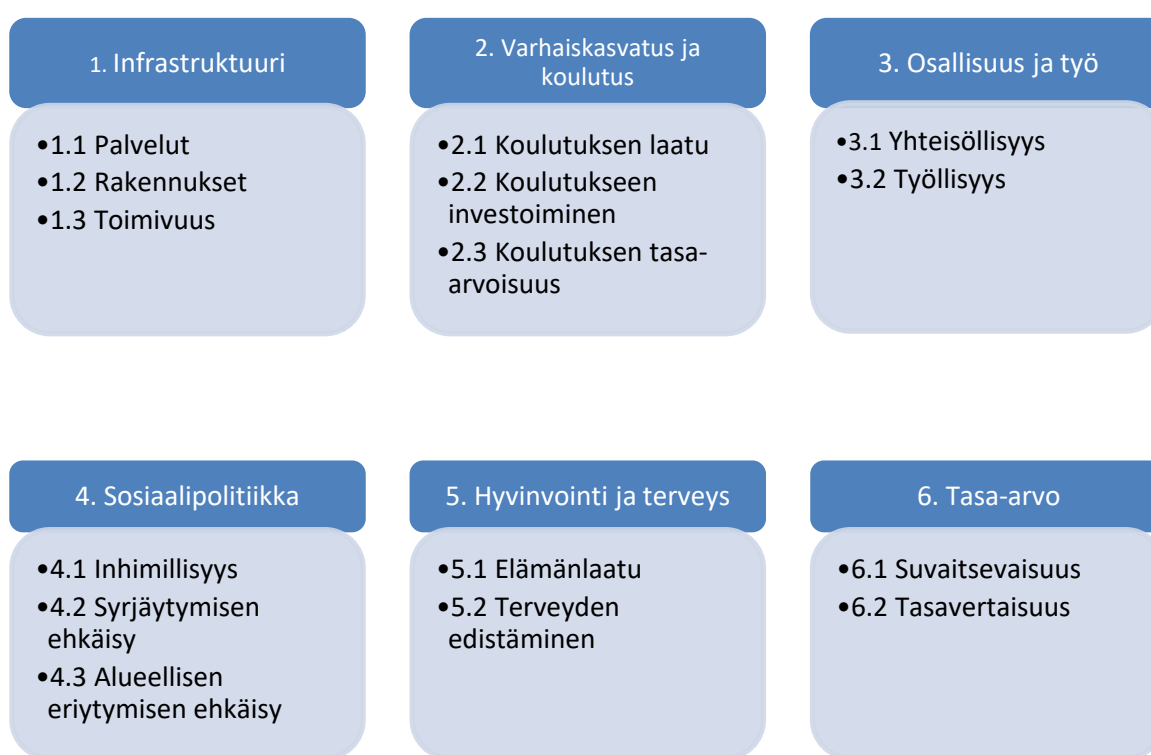 1. Infrastruktuuri
•1.1 Palvelut
•1.2 Rakennukset
•1.3 Toimivuus
2. Varhaiskasvatus ja
koulutus
•2.1 Koulutuksen laatu
•2.2 Koulutukseen
investoiminen
•2.3 Koulutuksen tasa-
arvoisuus
3. Osallisuus ja työ
•3.1 Yhteisöllisyys
•3.2 Työllisyys
4. Sosiaalipolitiikka
•4.1 Inhimillisyys
•4.2 Syrjäytymisen
ehkäisy
•4.3 Alueellisen
eriytymisen ehkäisy
5. Hyvinvointi ja terveys
•5.1 Elämänlaatu
•5.2 Terveyden
edistäminen
6. Tasa-arvo
•6.1 Suvaitsevaisuus
•6.2 Tasavertaisuus